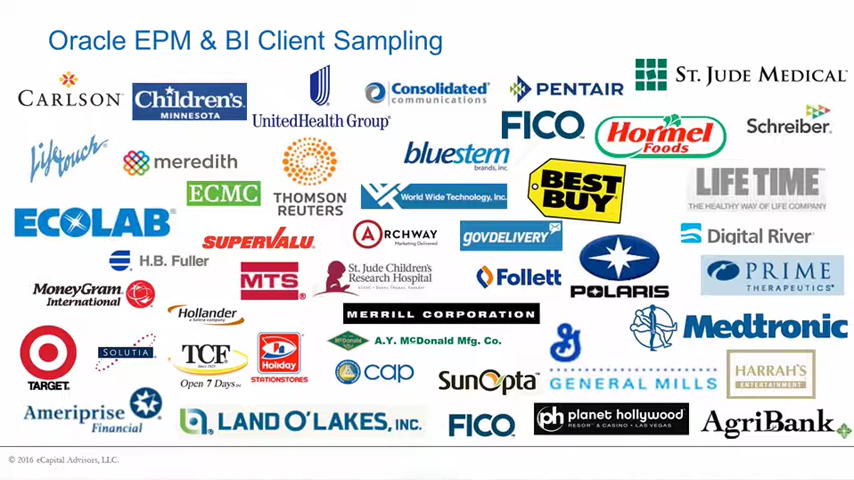 Oracle EPM & BI Client Sampling
CARLSON
Children's
MINNESOTA
UnitedHealth Group
Consolidated
communications
PENTAIR
ST. JUDE MEDICAL
FICO
Hormel
Foods
Schreiber
Lifetouch
meredith
THOMSON
REUTERS
bluestem
brands, inc.
ECMC
World Wide Technology, Inc.
BEST
BUY
LIFE TIME
THE HEALTHY WAY OF LIFE COMPANY
ECOLAB®
SUPERVALU
ARCHWAY
Marketing Delivered
GOVDELIVERY
Digital River
H.B. Fuller
MTS®
St. Jude Children's
Research Hospital
Follett
POLARIS
PRIME
THERAPEUTICS
MoneyGram
International
Hollander
MERRILL CORPORATION
Medtronic
TARGET
SOLUTIA
TCF
Open 7 Days
Holiday
STATIONSTORES
McDonald
A.Y. McDonald Mfg. Co.
cap
SunOpta
G
GENERAL MILLS
HARRAH'S
ENTERTAINMENT
Ameriprise
Financial
LAND O'LAKES, INC.
FICO
ph planet hollywood
RESORT & CASINO • LAS VEGAS
AgriBank
© 2016 eCapital Advisors, LLC.